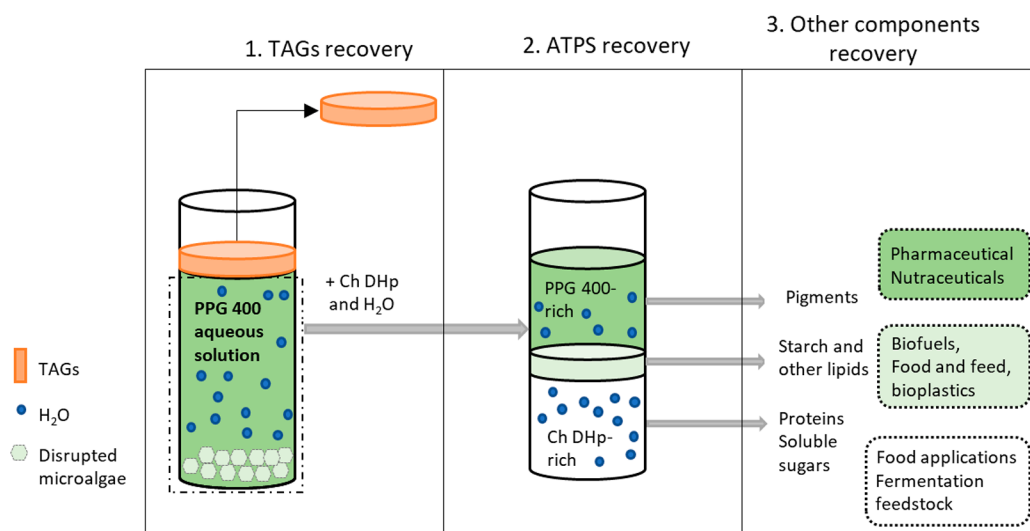 1. TAGs recovery
2. ATPS recovery
3. Other components
recovery
PPG 400
aqueous
solution
+ Ch DHp
and H₂O
PPG 400-
rich
Ch DHp-
rich
Pigments
Starch and
other lipids
Proteins
Soluble
sugars
Pharmaceutical
Nutraceuticals
Biofuels,
Food and feed,
bioplastics
Food applications
Fermentation
feedstock
TAGs
H₂O
Disrupted
microalgae